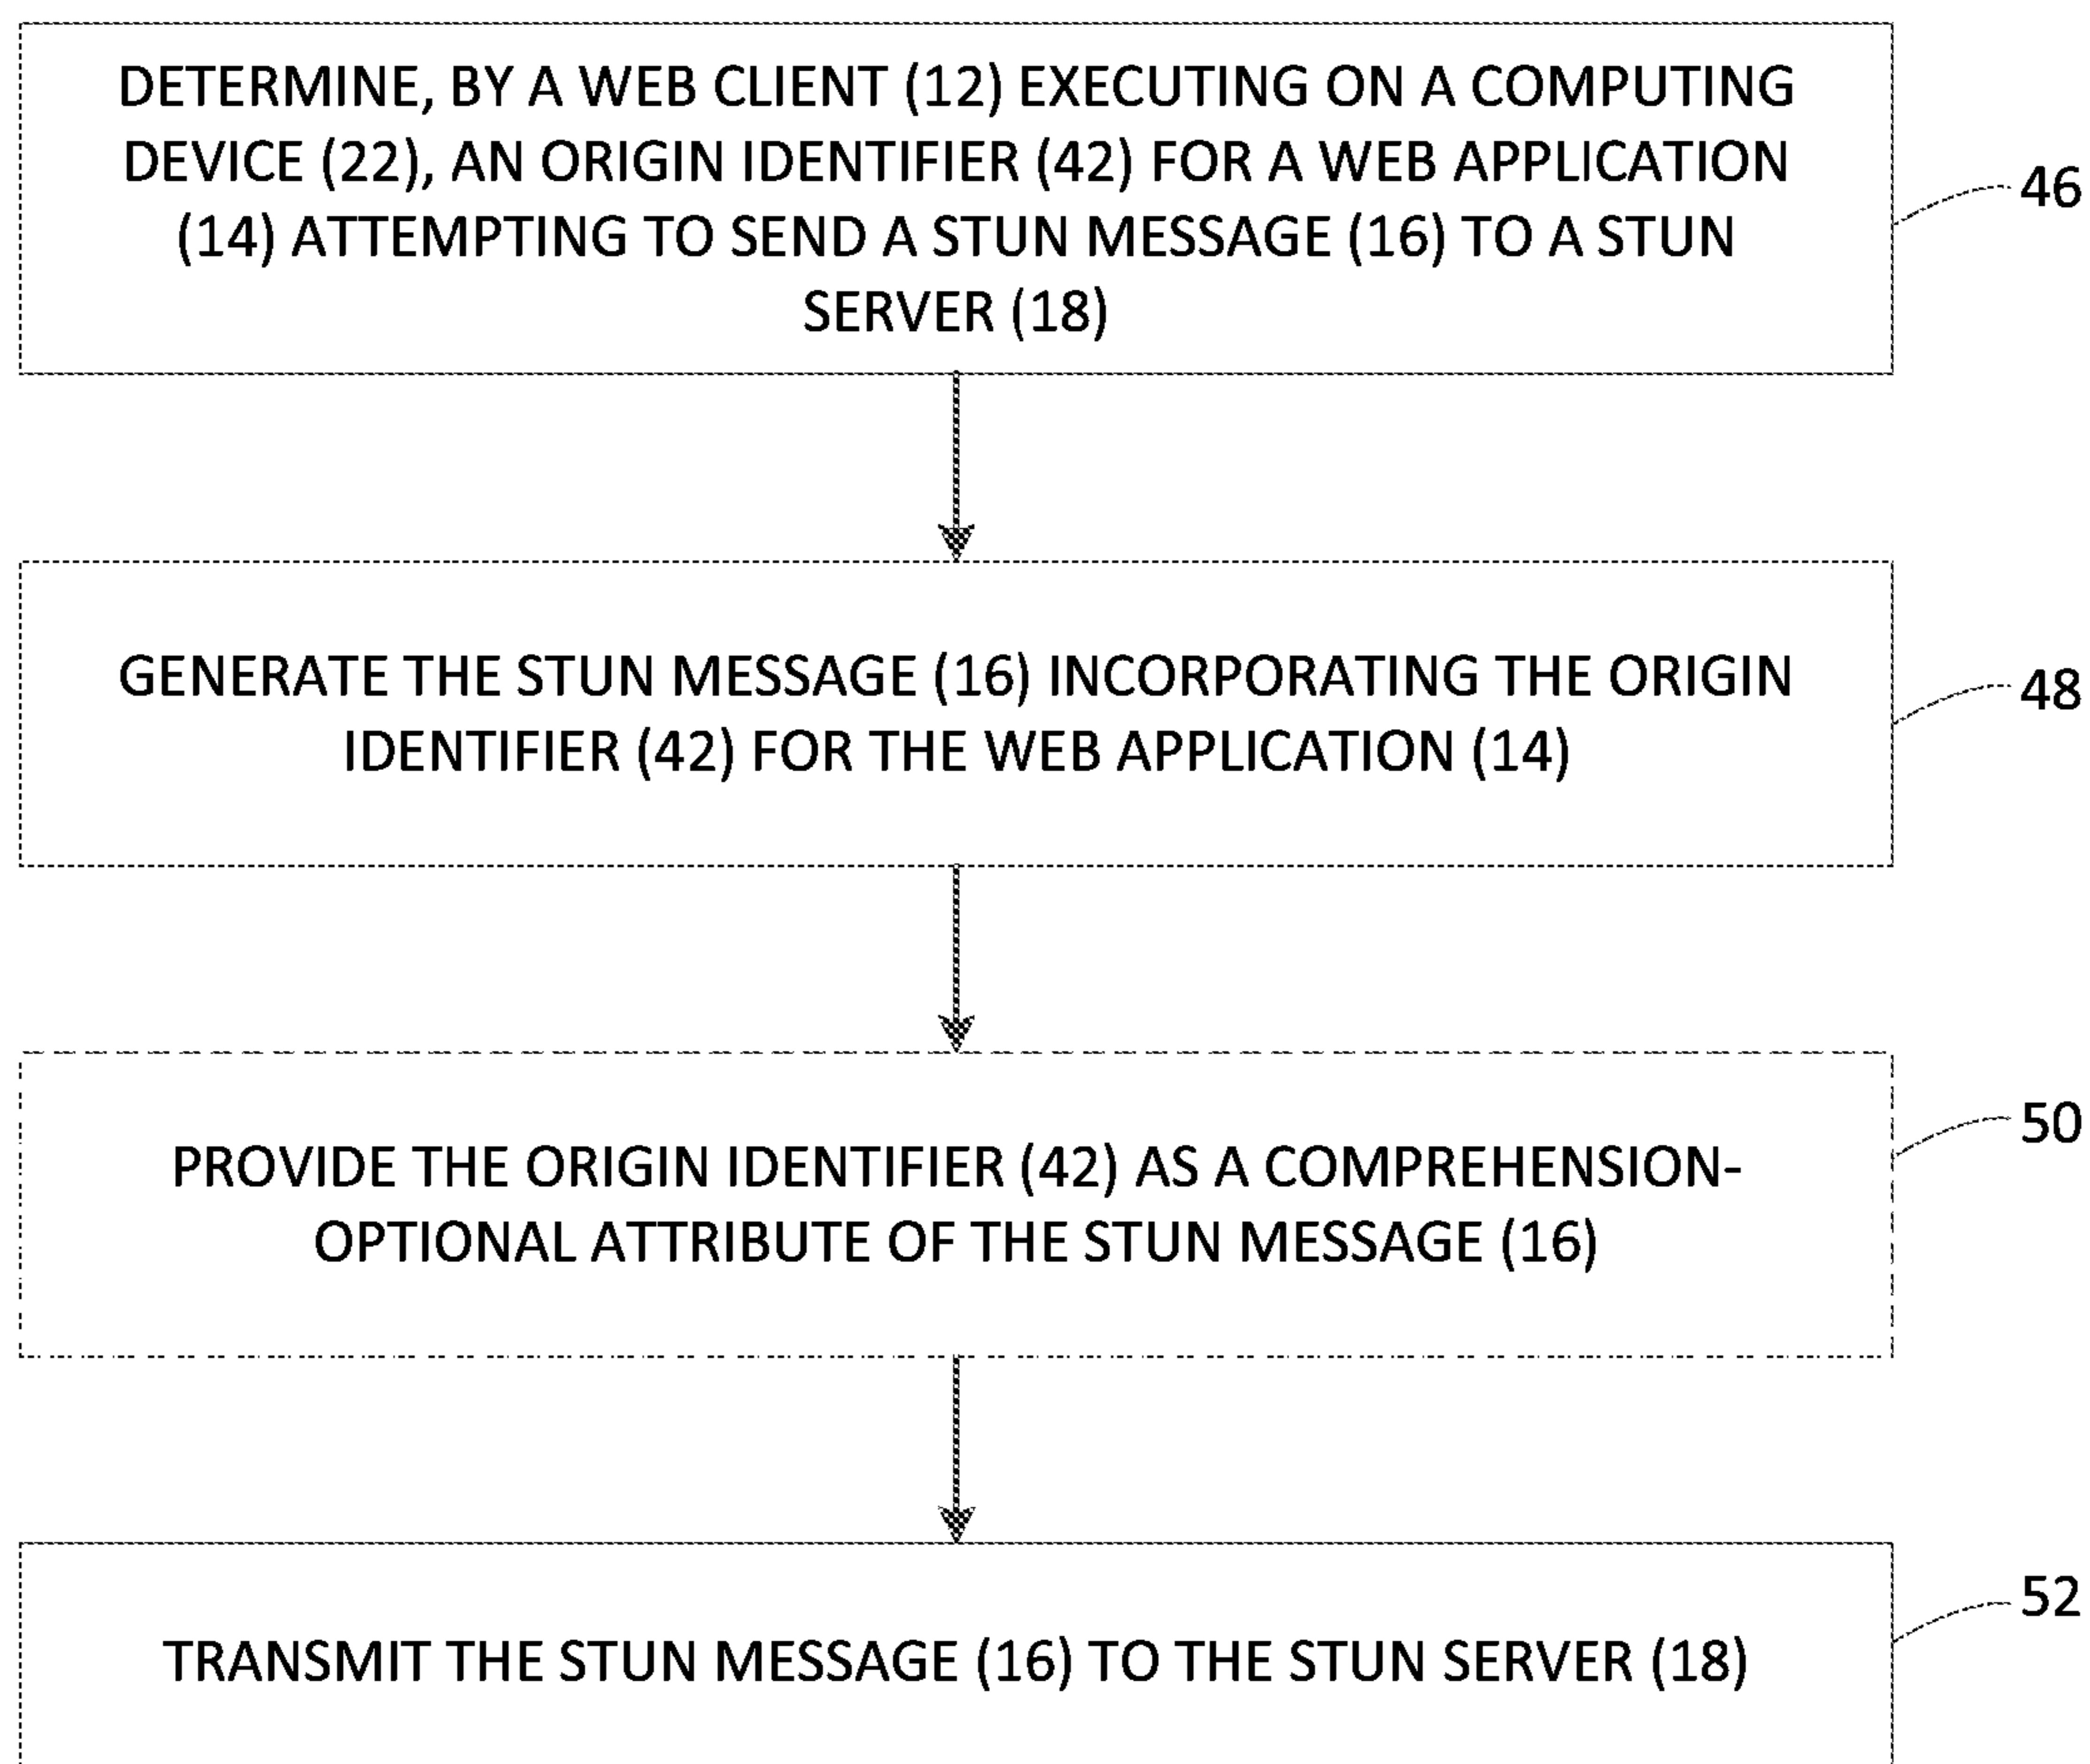 DETERMINE, BY A WEB CLIENT (12) EXECUTING ON A COMPUTING
DEVICE (22), AN ORIGIN IDENTIFIER (42) FOR A WEB APPLICATION
(14) ATTEMPTING TO SEND A STUN MESSAGE (16) TO A STUN
SERVER (18)
46
GENERATE THE STUN MESSAGE (16) INCORPORATING THE ORIGIN
IDENTIFIER (42) FOR THE WEB APPLICATION (14)
48
PROVIDE THE ORIGIN IDENTIFIER (42) AS A COMPREHENSION-
OPTIONAL ATTRIBUTE OF THE STUN MESSAGE (16)
50
TRANSMIT THE STUN MESSAGE (16) TO THE STUN SERVER (18)
52